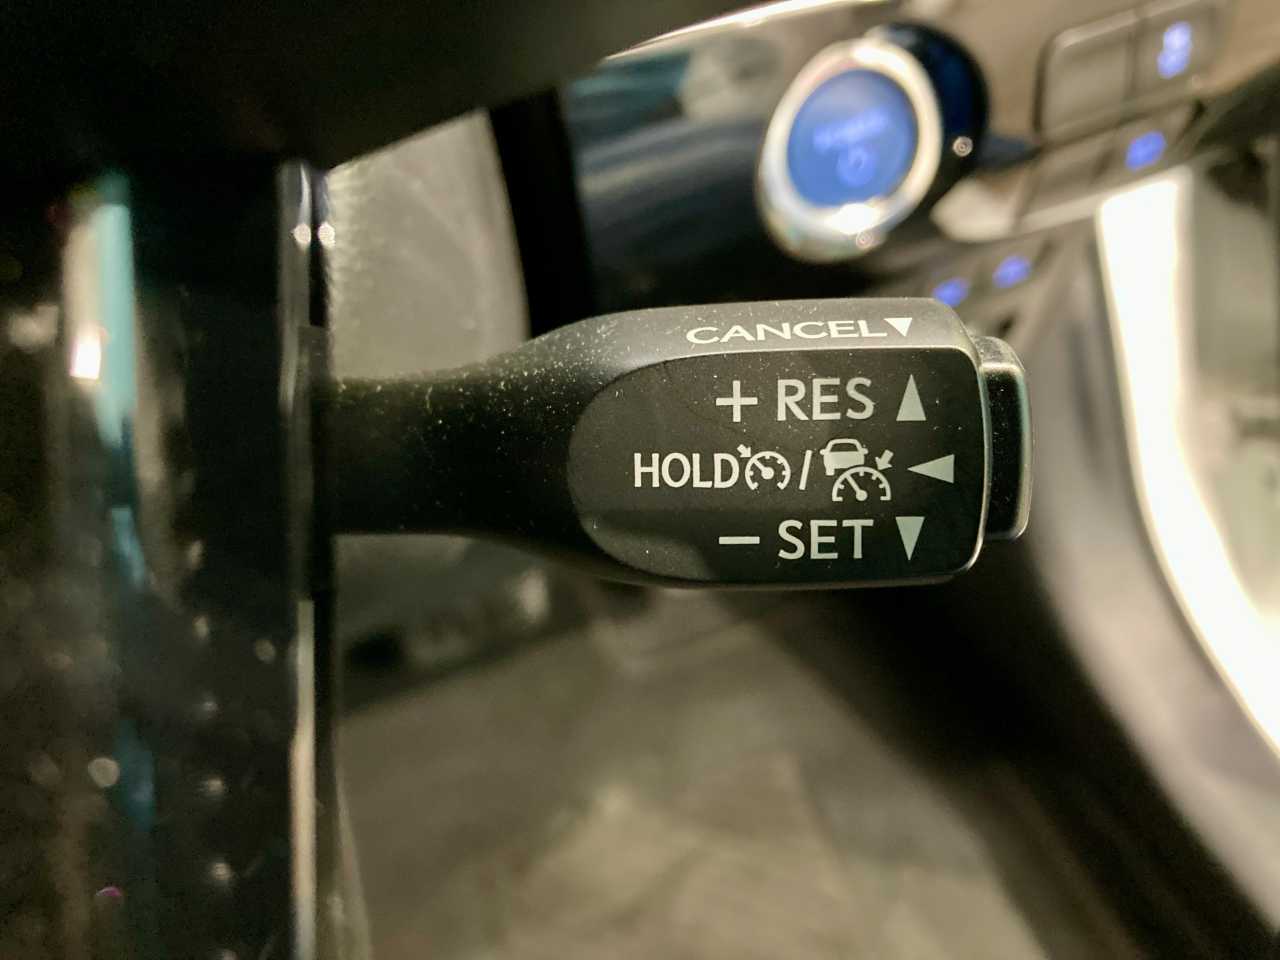 CANCEL▼
+ RES ▲
HOLD / ◀
− SET ▼